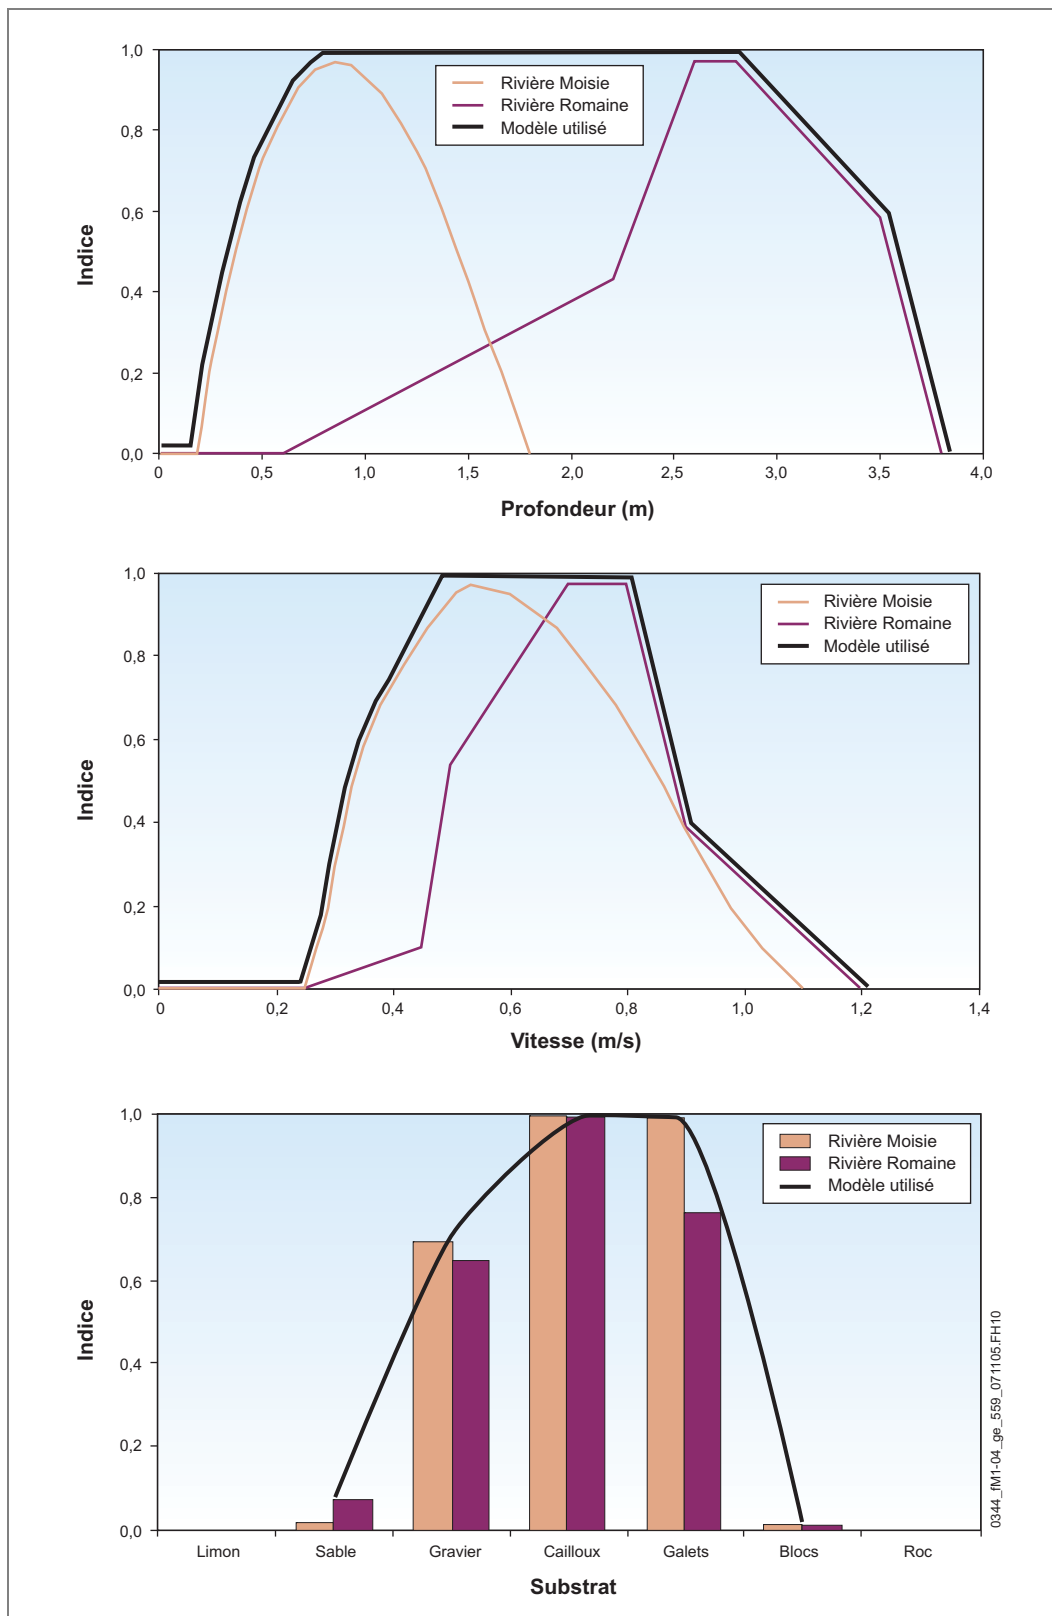 1,0
0,8
0,6
0,4
0,2
0,0
Indice
Rivière Moisie
Rivière Romaine
Modèle utilisé
0 0,5 1,0 1,5 2,0 2,5 3,0 3,5 4,0
Profondeur (m)
1,0
0,8
0,6
0,4
0,2
0,0
Indice
Rivière Moisie
Rivière Romaine
Modèle utilisé
0 0,2 0,4 0,6 0,8 1,0 1,2 1,4
Vitesse (m/s)
1,0
0,8
0,6
0,4
0,2
0,0
Indice
Rivière Moisie
Rivière Romaine
Modèle utilisé
Limon Sable Gravier Cailloux Galets Blocs Roc
Substrat
0344_fM1-04_ge_559_071105.FH10